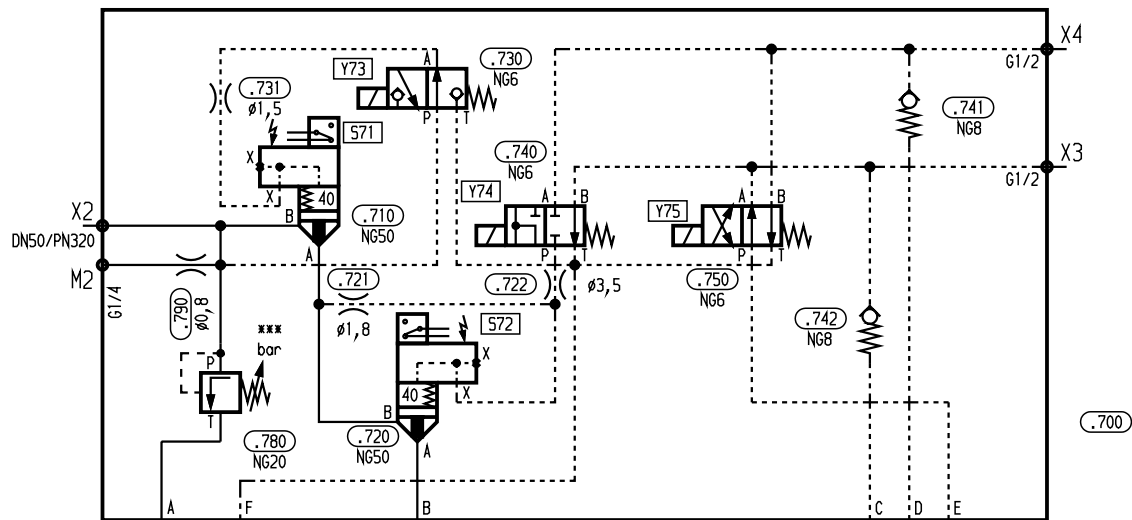 X4
G1/2
.730
NG6
Y73
A
P
T
.731
ø1,5
S71
X
X
40
B
A
.710
NG50
.740
NG6
Y74
A
B
P
T
Y75
A
B
P
T
.741
NG8
X3
G1/2
X2
DN50/PN320
M2
G1/4
.790
ø0,8
.721
ø1,8
.722
ø3,5
.750
NG6
.742
NG8
S72
X
X
40
B
A
*** 
bar
P
T
.780
NG20
.720
NG50
.700
A
F
B
C
D
E